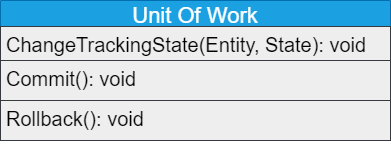 Unit Of Work
ChangeTrackingState(Entity, State): void
Commit(): void
Rollback(): void